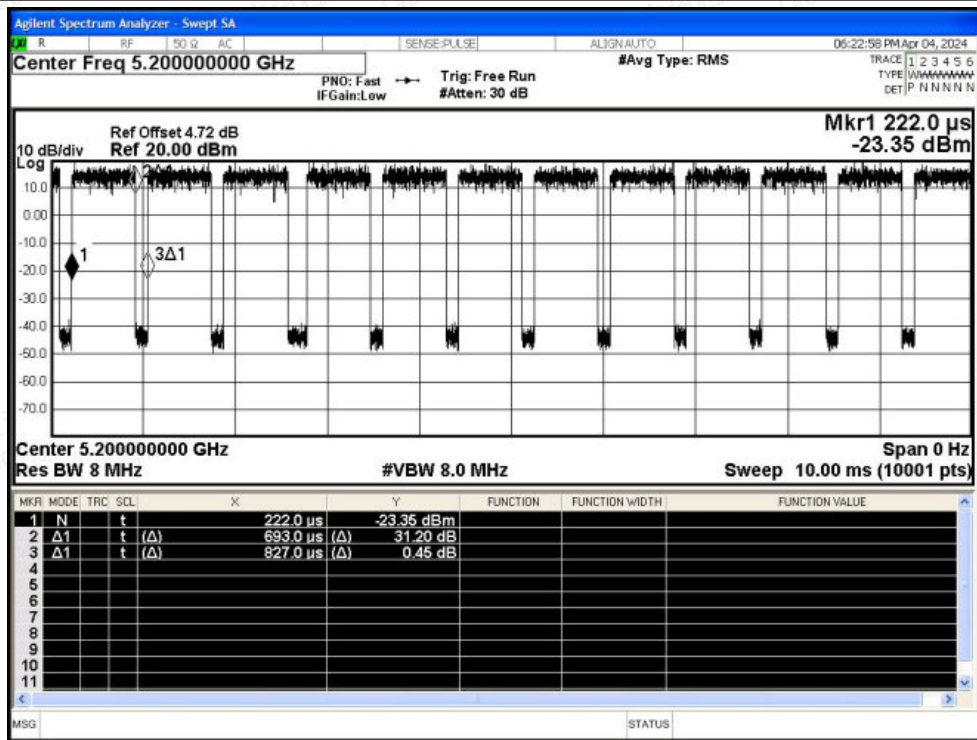 Agilent Spectrum Analyzer - Swept SA
LXI R RF 50 Ω AC SENSE:PULSE ALIGN AUTO 06:22:58 PM Apr 04, 2024
Center Freq 5.200000000 GHz #Avg Type: RMS TRACE 1 2 3 4 5 6
PNO: Fast Trig: Free Run TYPE WWWWWW
IFGain:Low #Atten: 30 dB DET P N N N N N
Mkr1 222.0 µs
Ref Offset 4.72 dB
10 dB/div Ref 20.00 dBm -23.35 dBm
Log
10.0
0.00
-10.0
1 3Δ1
-20.0
-30.0
-40.0
-50.0
-60.0
-70.0
Center 5.200000000 GHz Span 0 Hz
Res BW 8 MHz #VBW 8.0 MHz Sweep 10.00 ms (10001 pts)
MKR MODE TRC SCL X Y FUNCTION FUNCTION WIDTH FUNCTION VALUE
1 N t 222.0 µs -23.35 dBm
2 Δ1 t (Δ) 693.0 µs (Δ) 31.20 dB
3 Δ1 t (Δ) 827.0 µs (Δ) 0.45 dB
4
5
6
7
8
9
10
11
MSG STATUS